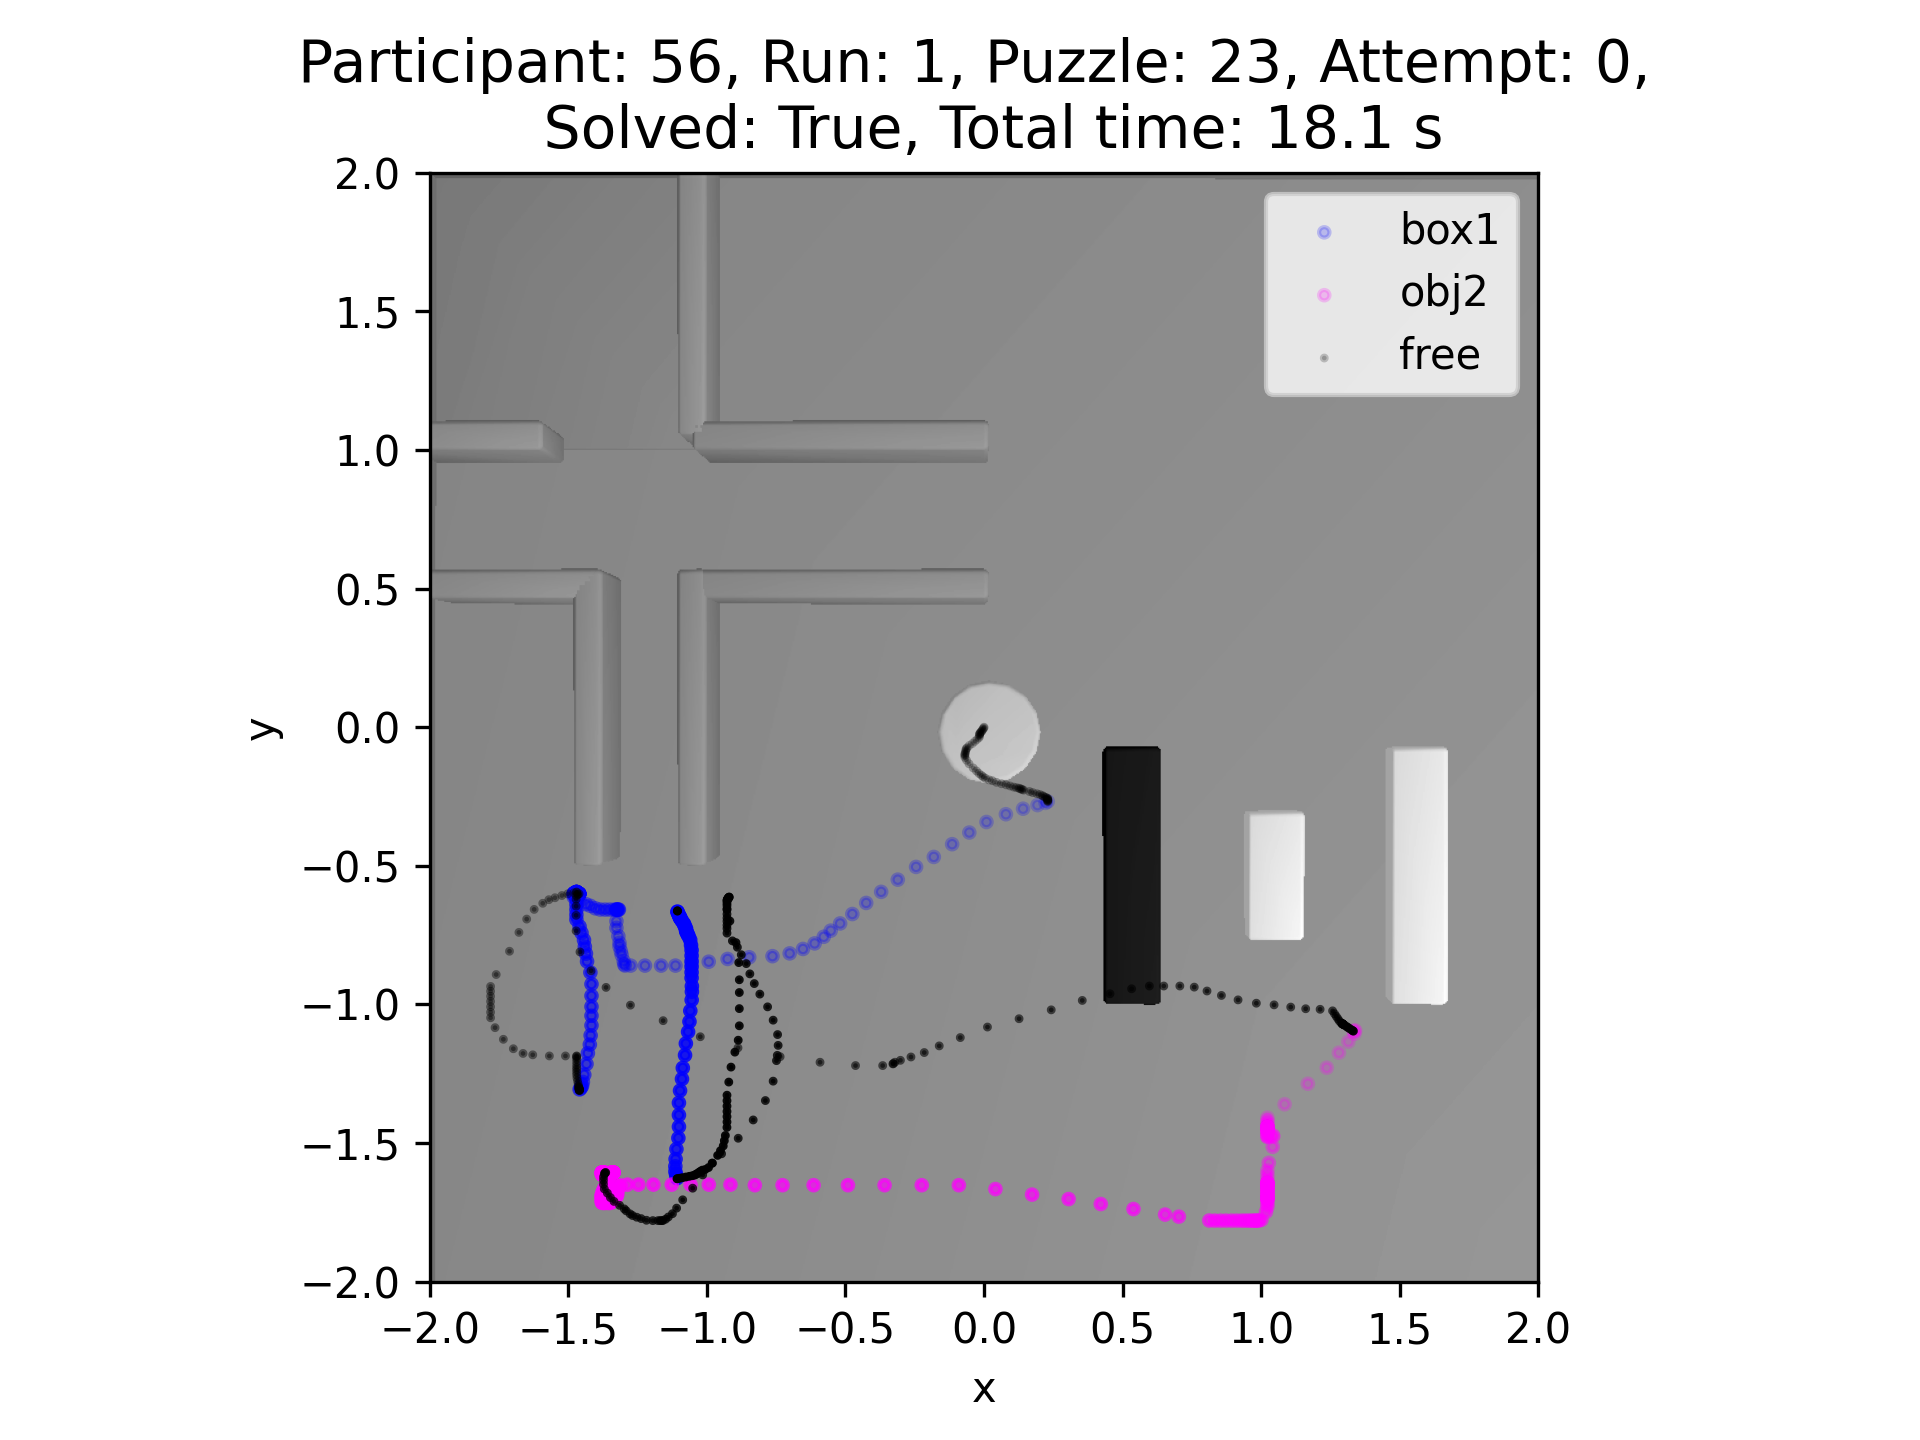 Participant: 56, Run: 1, Puzzle: 23, Attempt: 0,
Solved: True, Total time: 18.1 s
2.0
1.5
1.0
0.5
0.0
−0.5
−1.0
−1.5
−2.0
y
box1
obj2
free
−2.0 −1.5 −1.0 −0.5 0.0 0.5 1.0 1.5 2.0
x